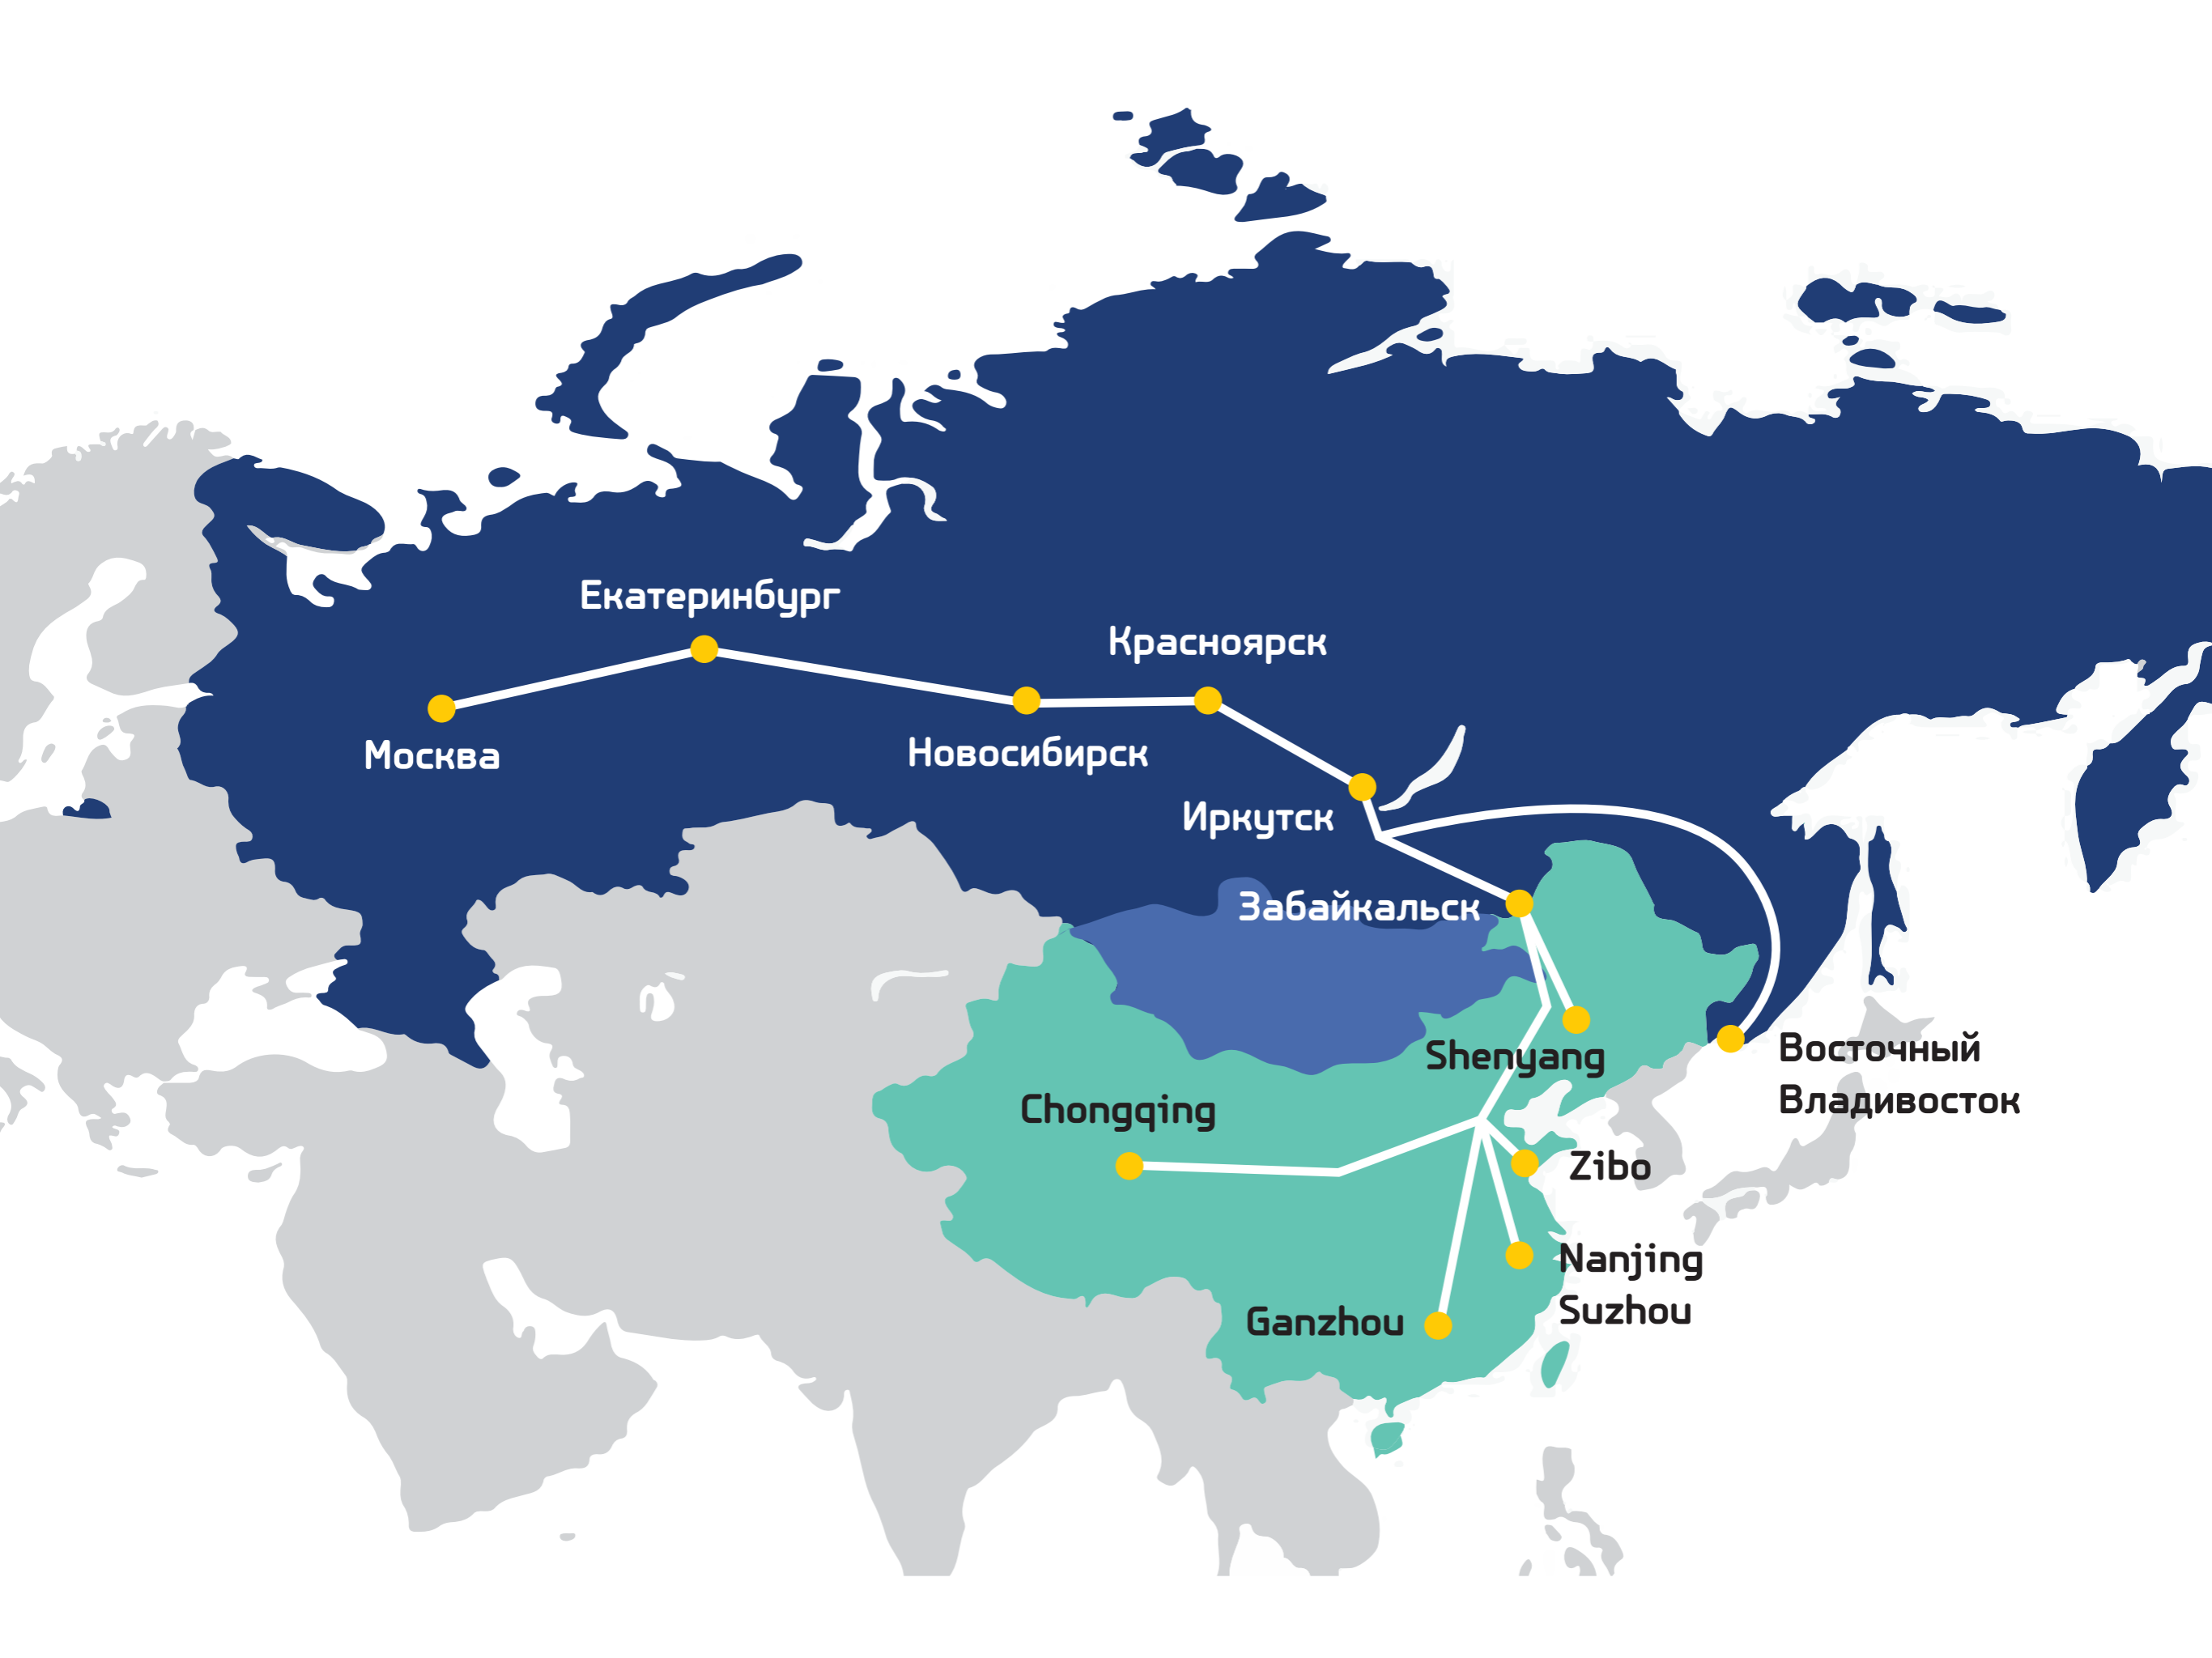 Екатеринбург
Красноярск
Москва
Новосибирск
Иркутск
Забайкальск
Восточный
Владивосток
Shenyang
Chongqing
Zibo
Nanjing
Suzhou
Ganzhou